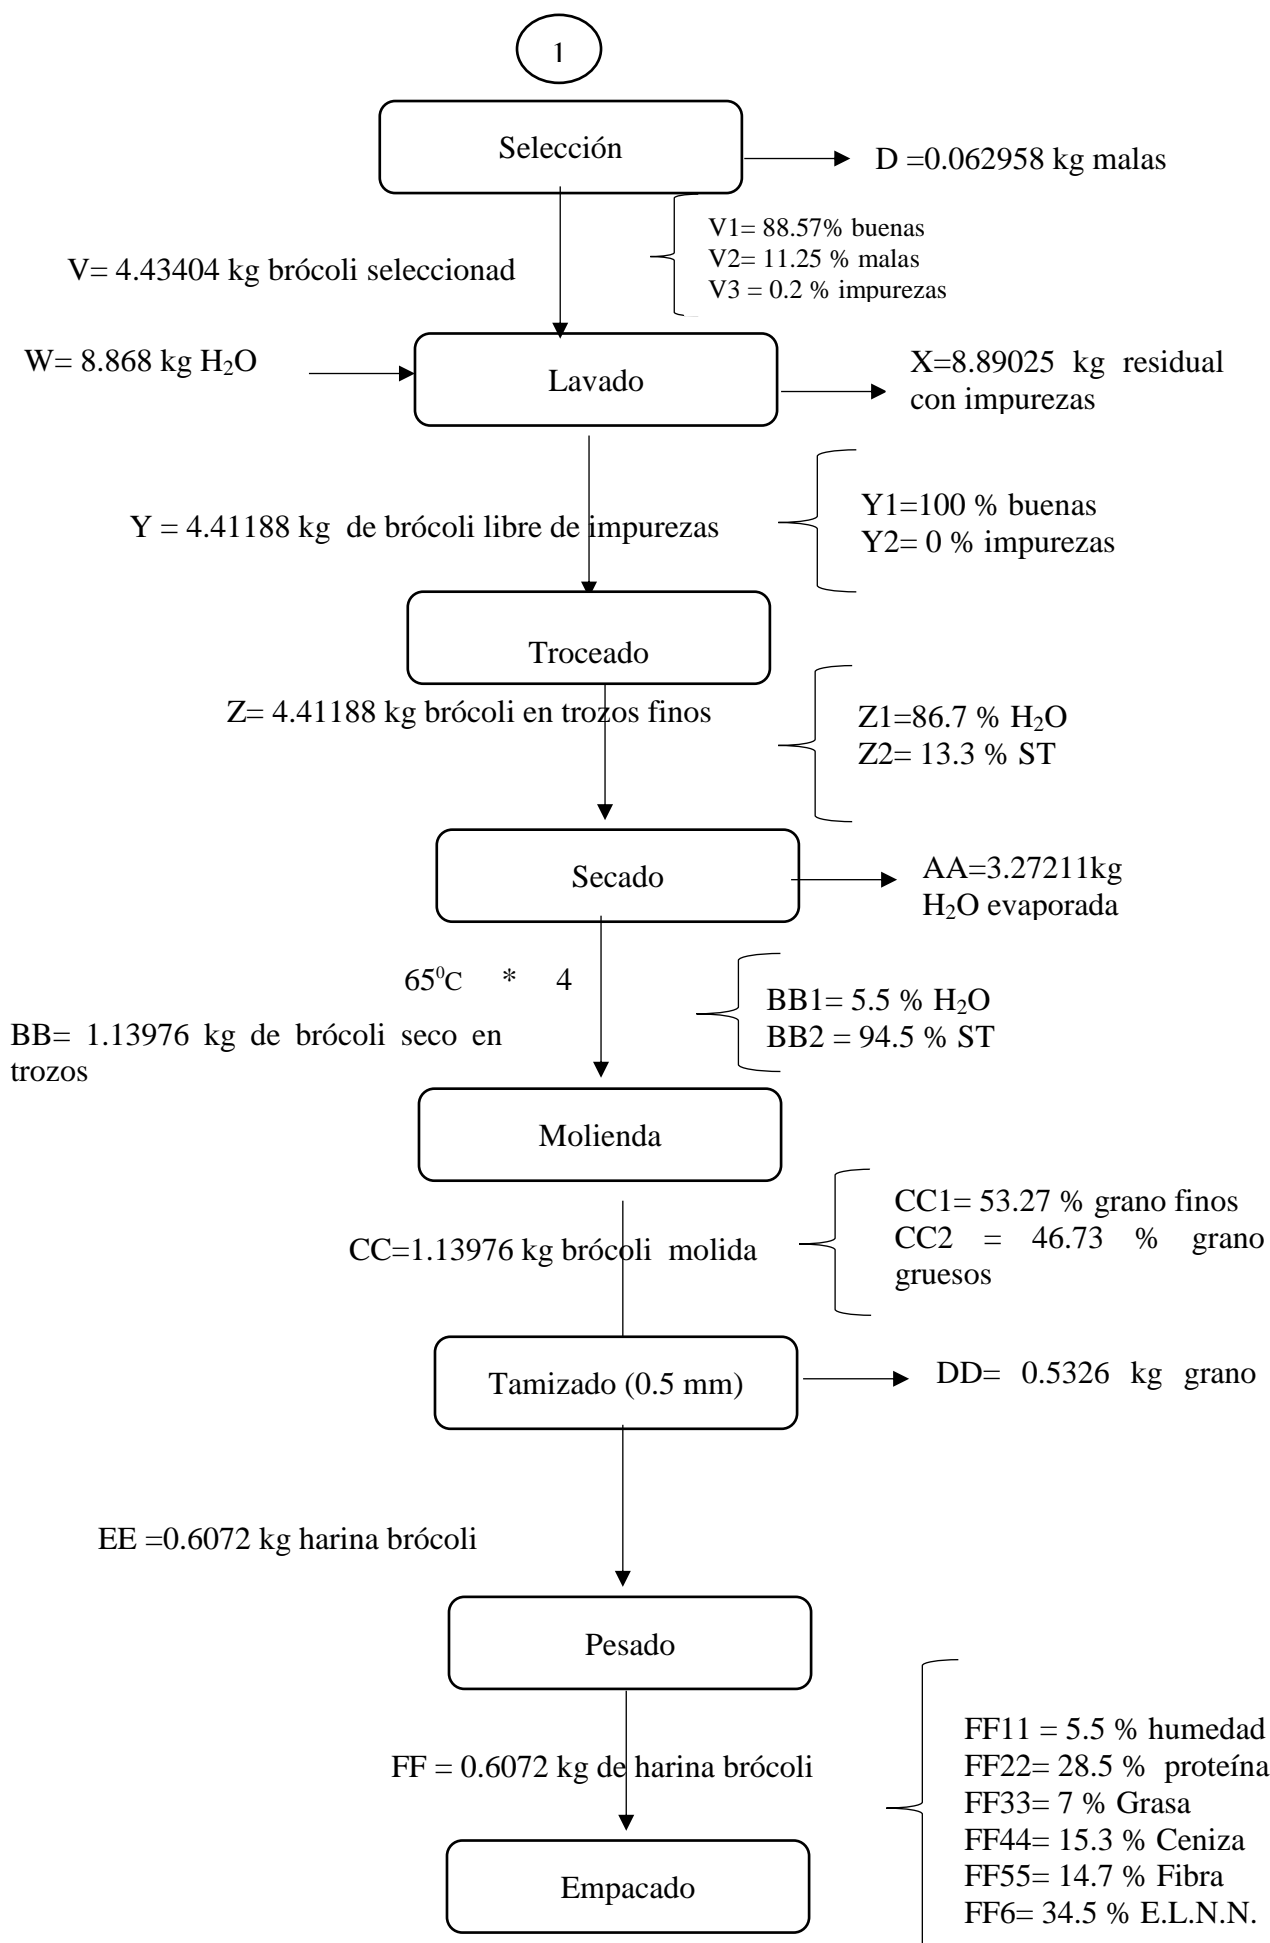 1
Selección
D =0.062958 kg malas
V1= 88.57% buenas
V2= 11.25 % malas
V3 = 0.2 % impurezas
V= 4.43404 kg brócoli seleccionad
W= 8.868 kg H₂O
Lavado
X=8.89025 kg residual
con impurezas
Y = 4.41188 kg de brócoli libre de impurezas
Y1=100 % buenas
Y2= 0 % impurezas
Troceado
Z= 4.41188 kg brócoli en trozos finos
Z1=86.7 % H₂O
Z2= 13.3 % ST
Secado
AA=3.27211kg
H₂O evaporada
65⁰C * 4
BB= 1.13976 kg de brócoli seco en
trozos
BB1= 5.5 % H₂O
BB2 = 94.5 % ST
Molienda
CC=1.13976 kg brócoli molida
CC1= 53.27 % grano finos
CC2 = 46.73 % grano
gruesos
Tamizado (0.5 mm)
DD= 0.5326 kg grano
EE =0.6072 kg harina brócoli
Pesado
FF = 0.6072 kg de harina brócoli
FF11 = 5.5 % humedad
FF22= 28.5 % proteína
FF33= 7 % Grasa
FF44= 15.3 % Ceniza
FF55= 14.7 % Fibra
FF6= 34.5 % E.L.N.N.
Empacado